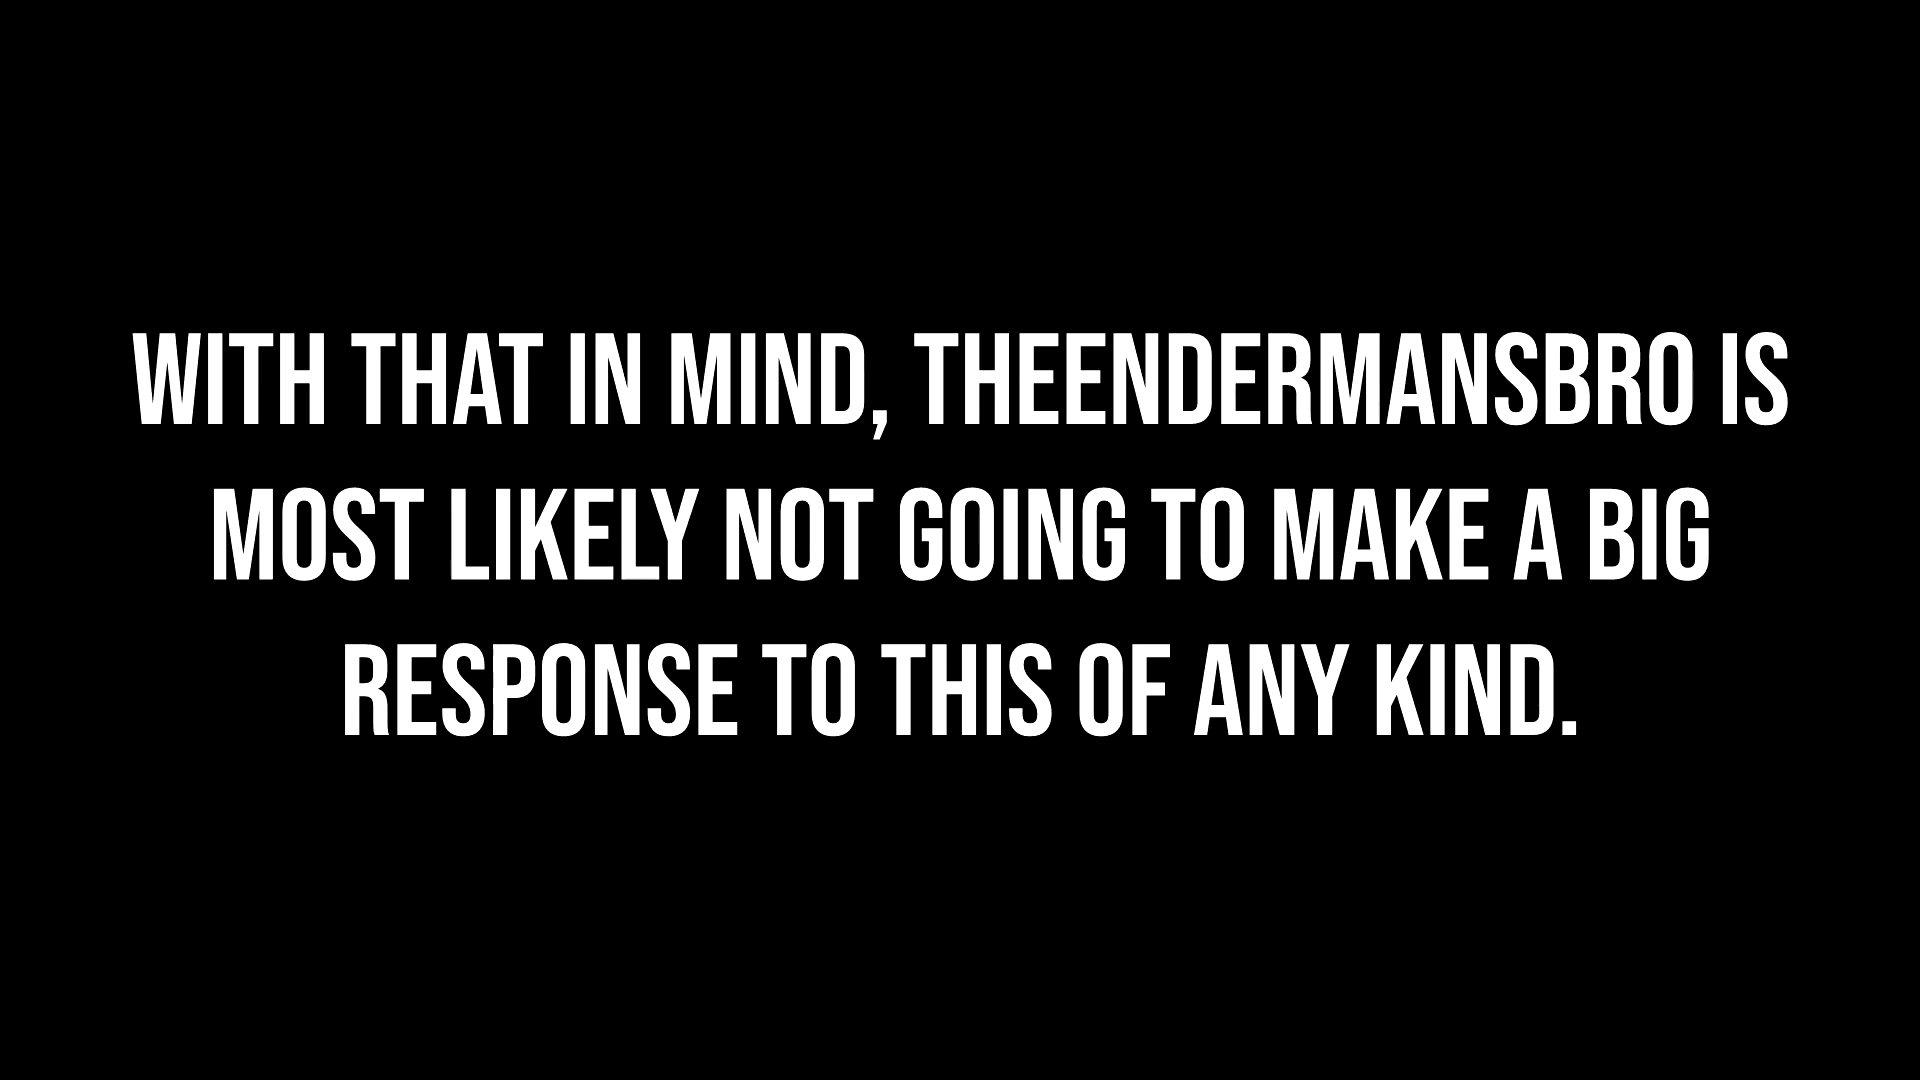 WITH THAT IN MIND, THEENDERMANSBRO IS
MOST LIKELY NOT GOING TO MAKE A BIG
RESPONSE TO THIS OF ANY KIND.